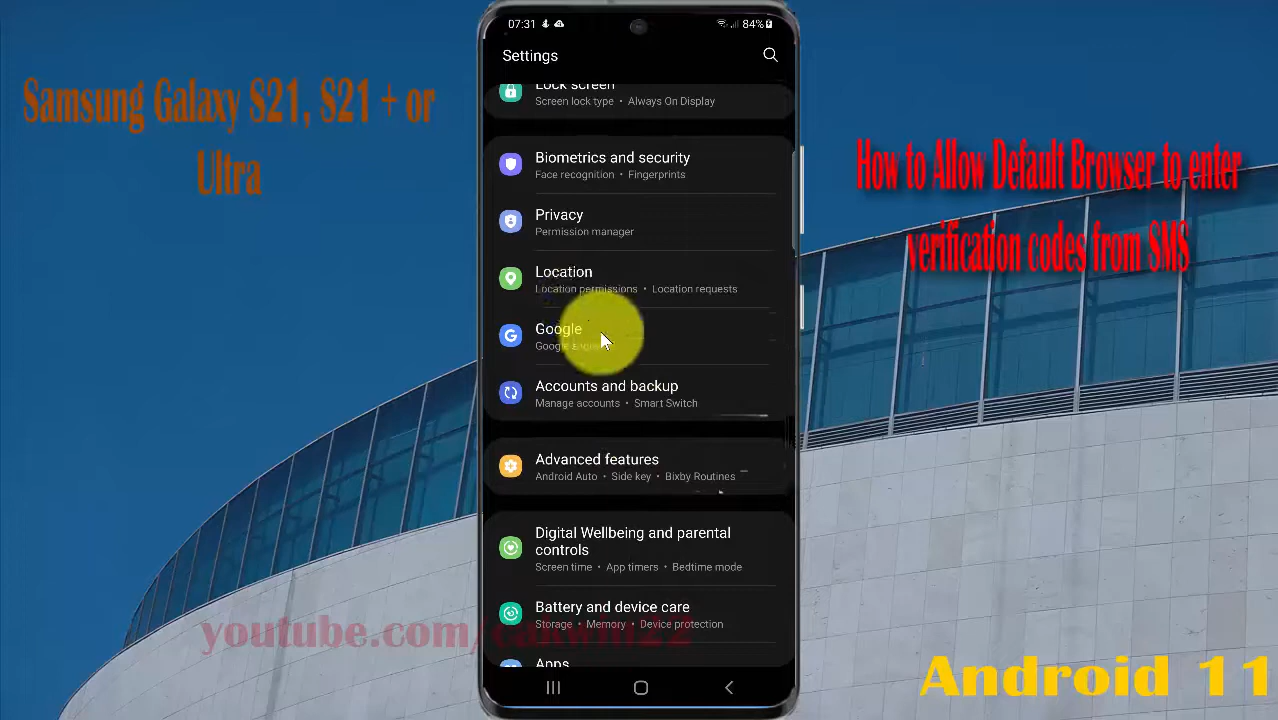 07:31
84%
Settings
Lock screen
Screen lock type • Always On Display
Biometrics and security
Face recognition • Fingerprints
Privacy
Permission manager
Location
Location permissions • Location requests
Google
Google
Accounts and backup
Manage accounts • Smart Switch
Advanced features
Android Auto • Side key • Bixby Routines
Digital Wellbeing and parental
controls
Screen time • App timers • Bedtime mode
Battery and device care
Storage • Memory • Device protection
Apps
Samsung Galaxy S21, S21 + or
Ultra
How to Allow Default Browser to enter
verification codes from SMS
Android 11